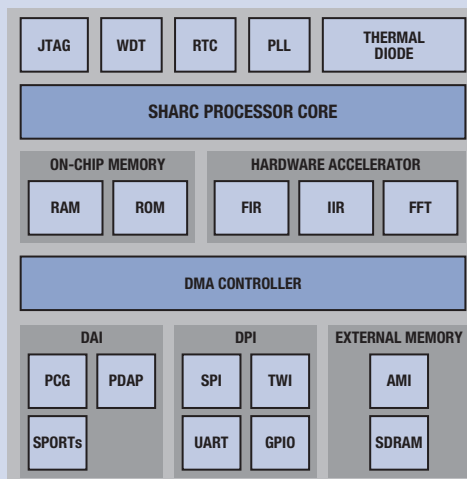 JTAG
WDT
RTC
PLL
THERMAL
DIODE
SHARC PROCESSOR CORE
ON-CHIP MEMORY
HARDWARE ACCELERATOR
RAM
ROM
FIR
IIR
FFT
DMA CONTROLLER
DAI
DPI
EXTERNAL MEMORY
PCG
PDAP
SPI
TWI
AMI
SPORTs
UART
GPIO
SDRAM